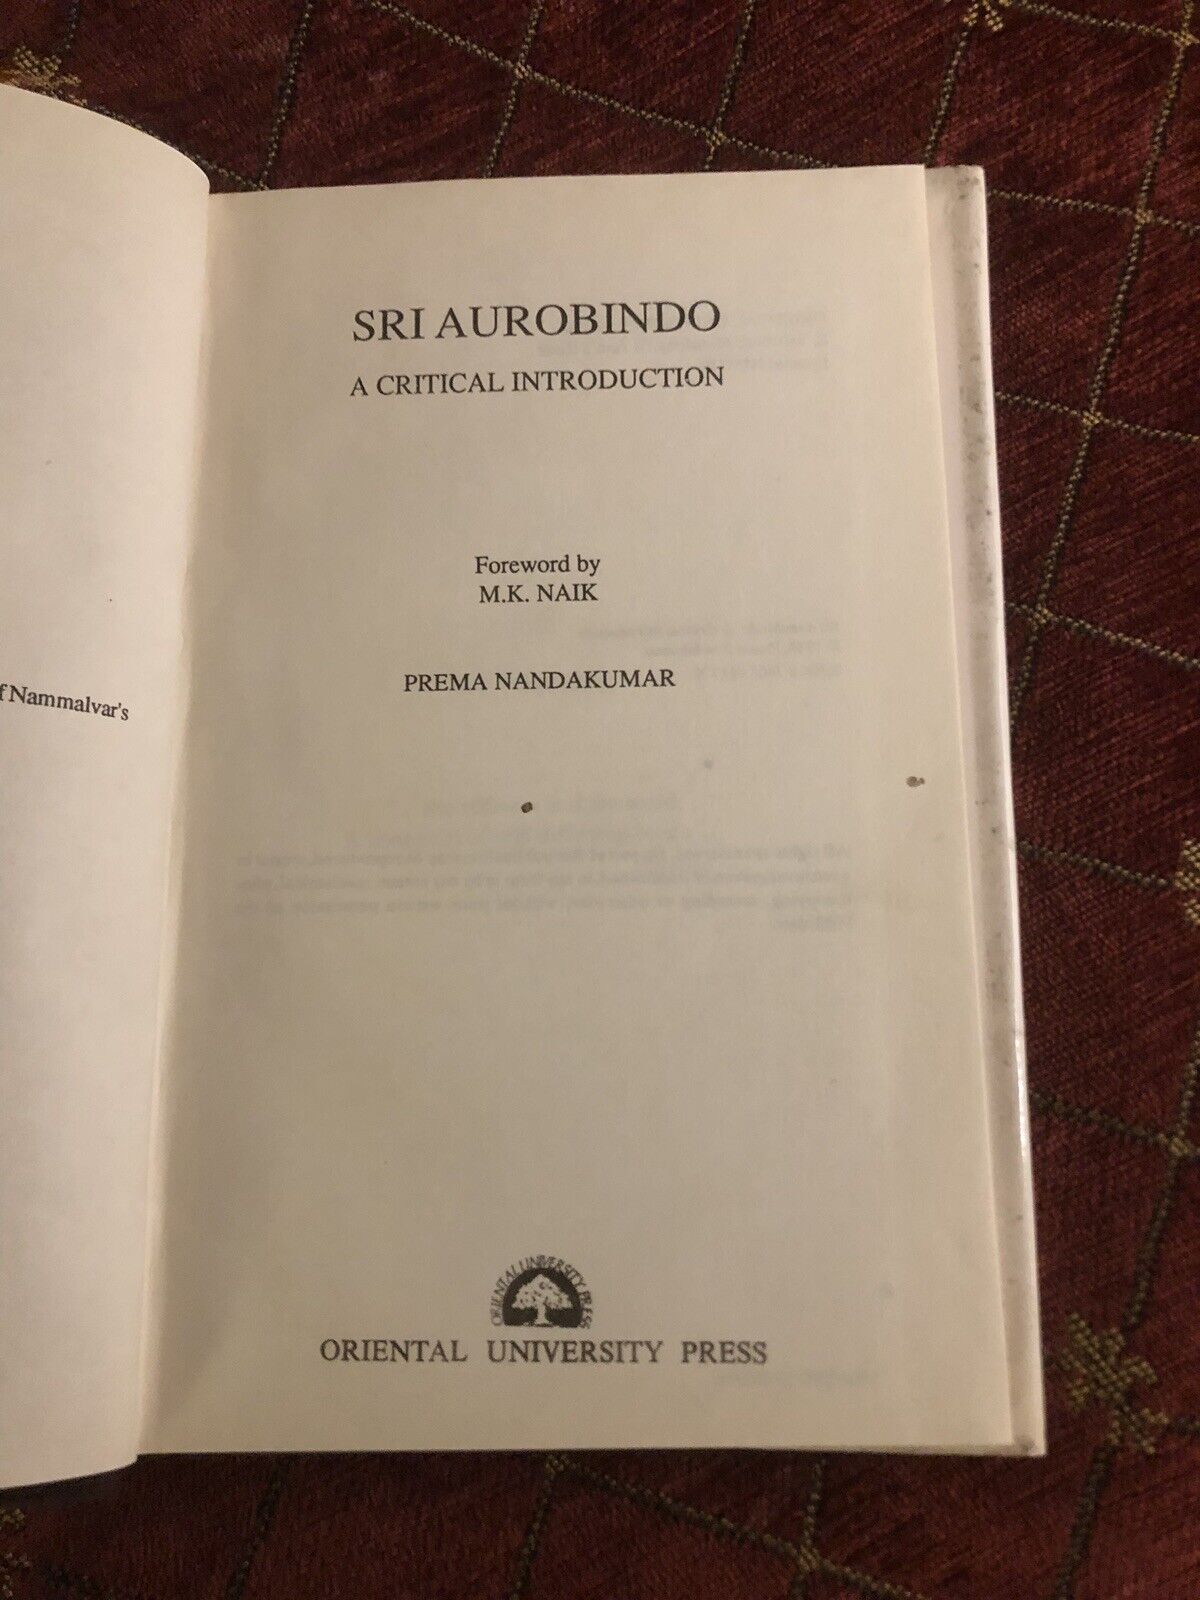 f Nammalvar's
SRI AUROBINDO
A CRITICAL INTRODUCTION
Foreword by
M.K. NAIK
PREMA NANDAKUMAR
ORIENTAL UNIVERSITY PRESS
ORIENTAL UNIVERSITY PRESS